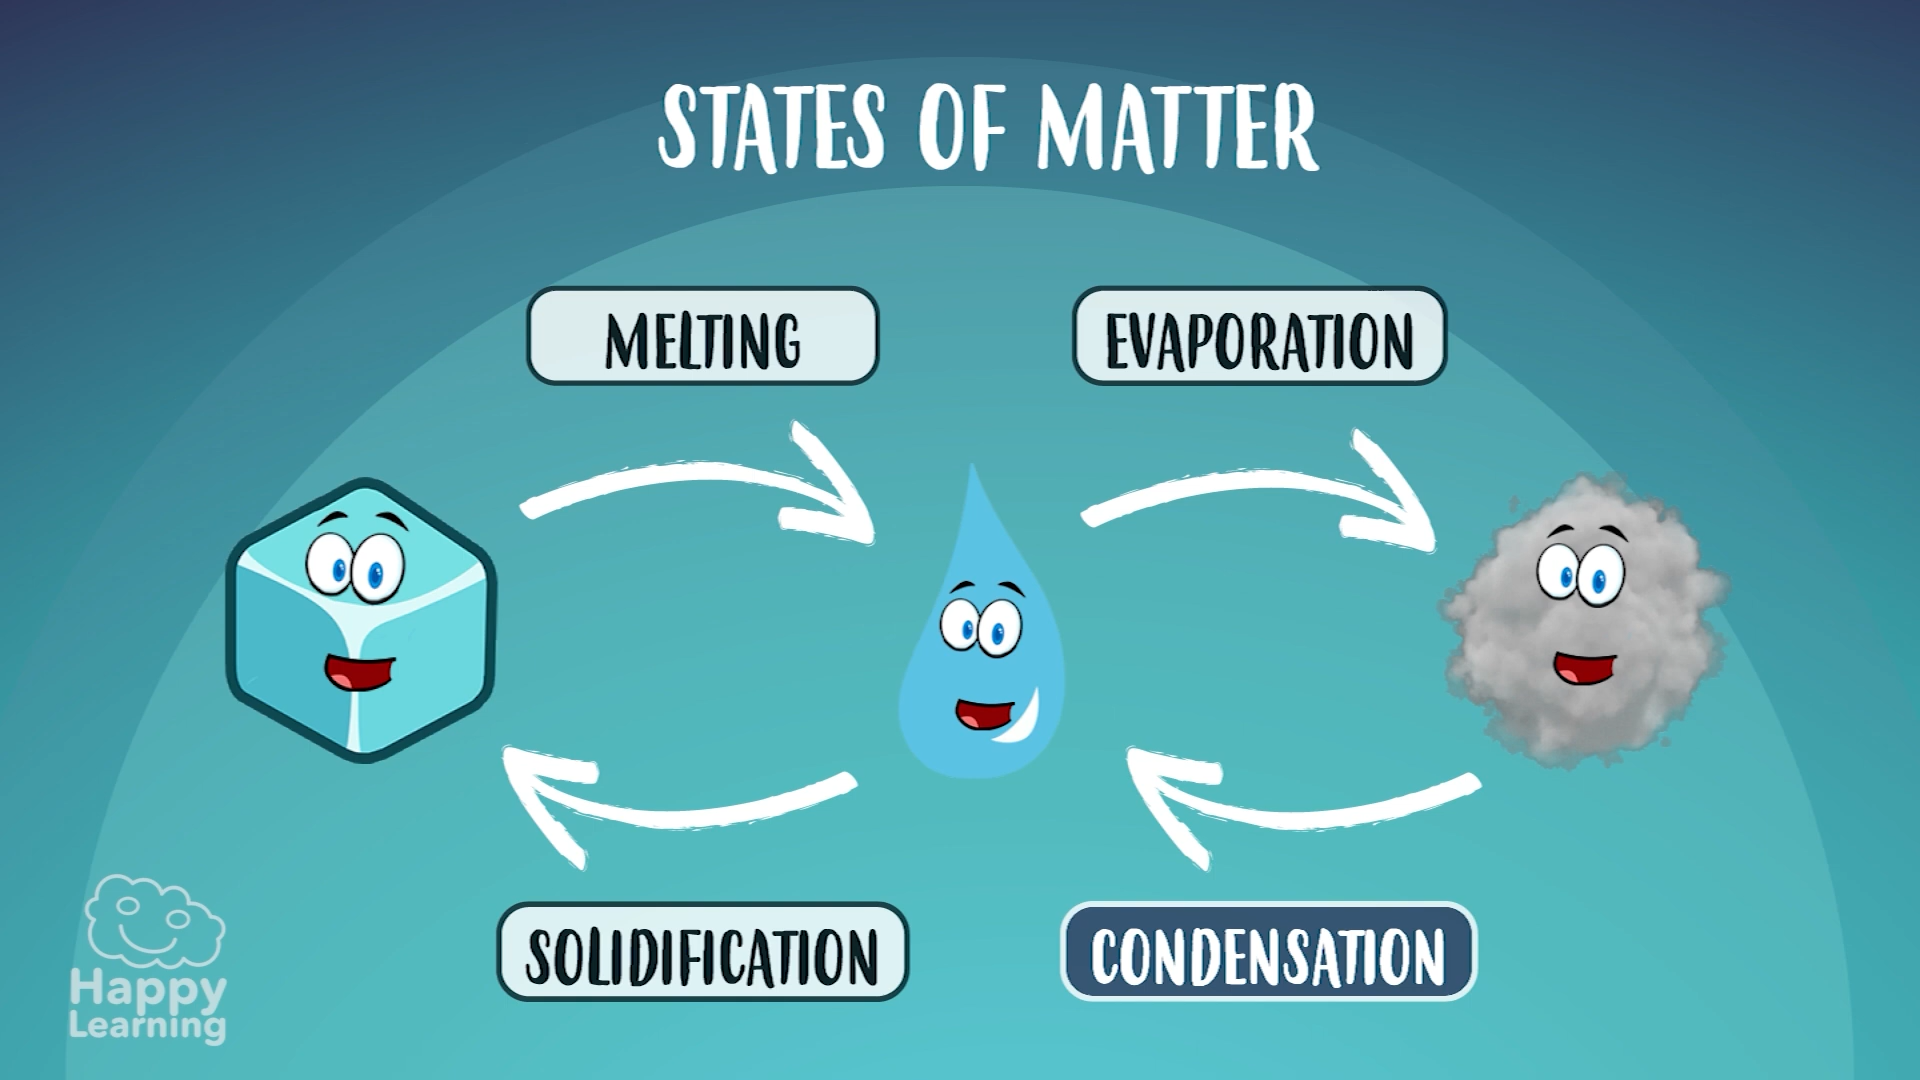 STATES OF MATTER
MELTING
EVAPORATION
SOLIDIFICATION
CONDENSATION
Happy
Learning